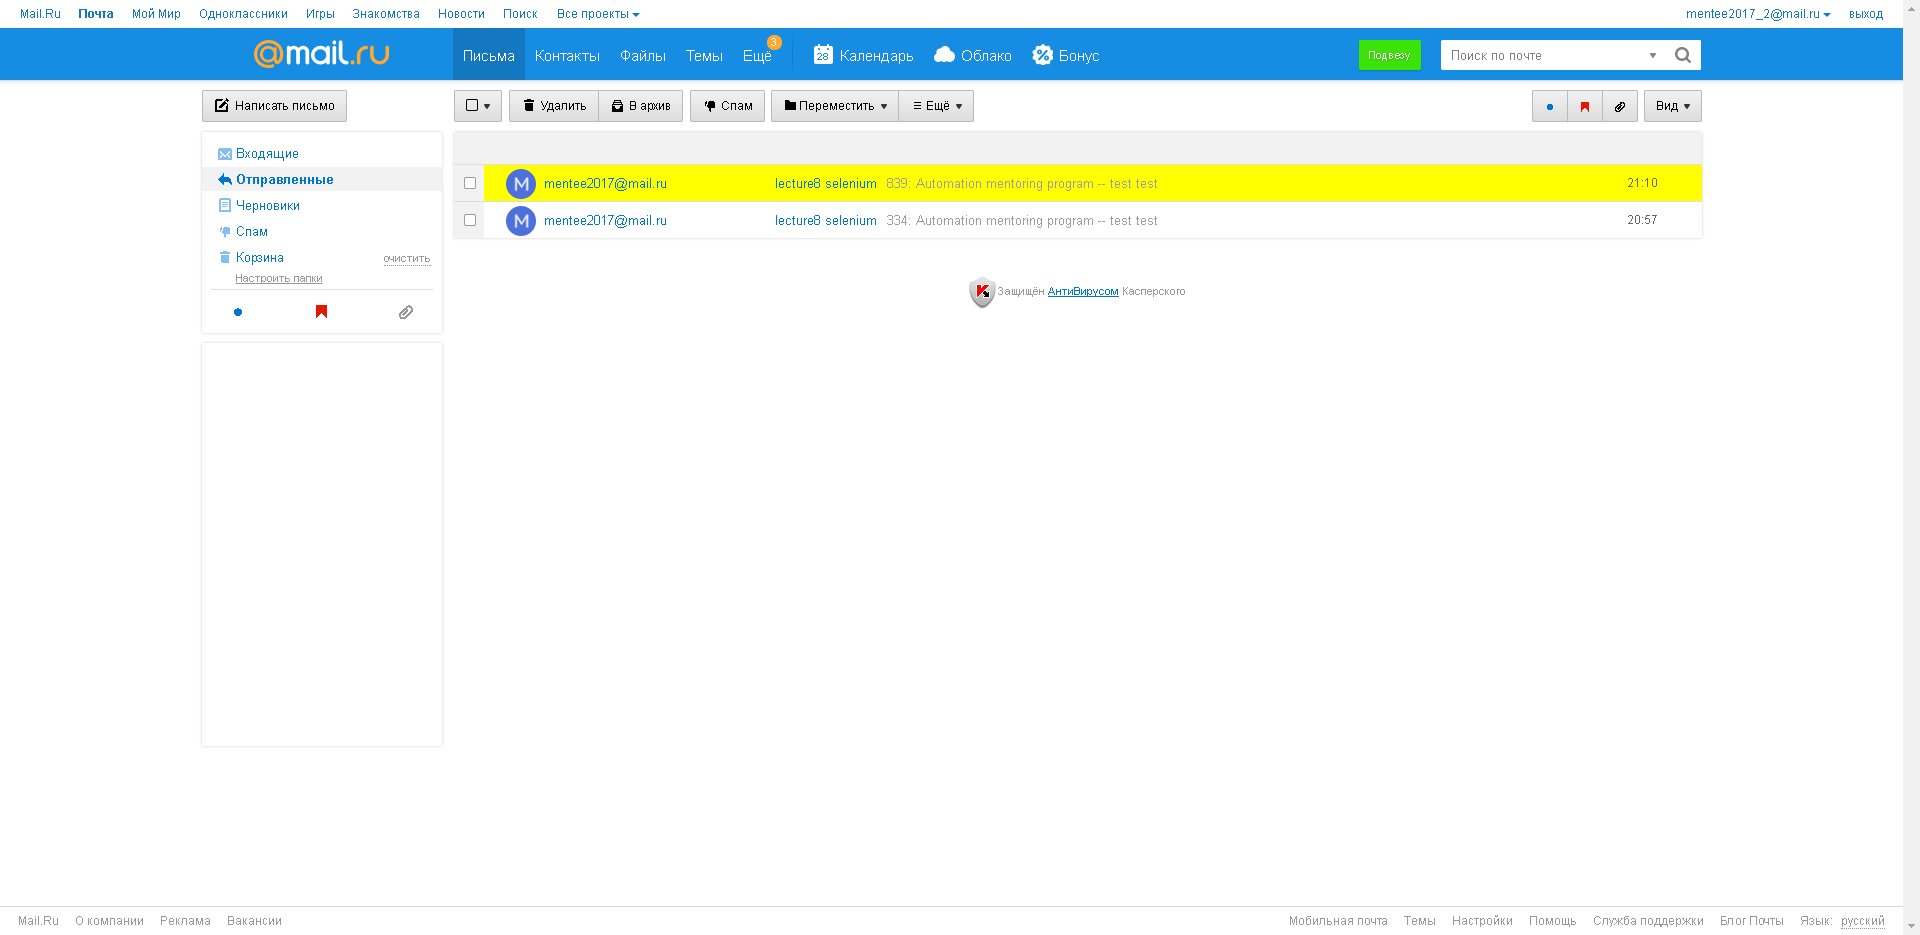 Mail.Ru Почта Мой Мир Одноклассники Игры Знакомства Новости Поиск Все проекты mentee2017_2@mail.ru выход
@mail.ru Письма Контакты Файлы Темы Ещё 3 28 Календарь Облако Бонус Подвезу Поиск по почте
Написать письмо Удалить В архив Спам Переместить Ещё Вид
Входящие
Отправленные
Черновики
Спам
Корзина очистить
Настроить папки
M mentee2017@mail.ru lecture8 selenium 839: Automation mentoring program -- test test 21:10
M mentee2017@mail.ru lecture8 selenium 334: Automation mentoring program -- test test 20:57
Защищён АнтиВирусом Касперского
Mail.Ru О компании Реклама Вакансии Мобильная почта Темы Настройки Помощь Служба поддержки Блог Почты Язык: русский